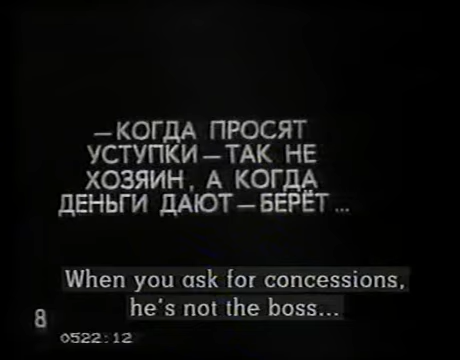 —КОГДА ПРОСЯТ
УСТУПКИ—ТАК НЕ
ХОЗЯИН, А КОГДА
ДЕНЬГИ ДАЮТ—БЕРЁТ...
When you ask for concessions,
he's not the boss...
8
0522:12